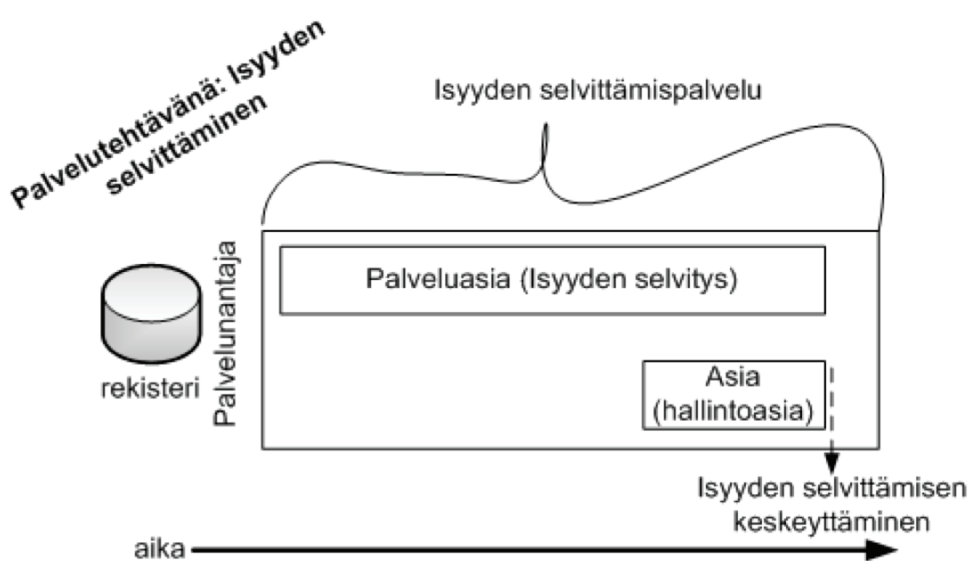 Palvelutehtävänä: Isyyden
selvittäminen
Isyyden selvittämispalvelu
Palvelunantaja
Palveluasia (Isyyden selvitys)
rekisteri
Asia
(hallintoasia)
Isyyden selvittämisen
keskeyttäminen
aika